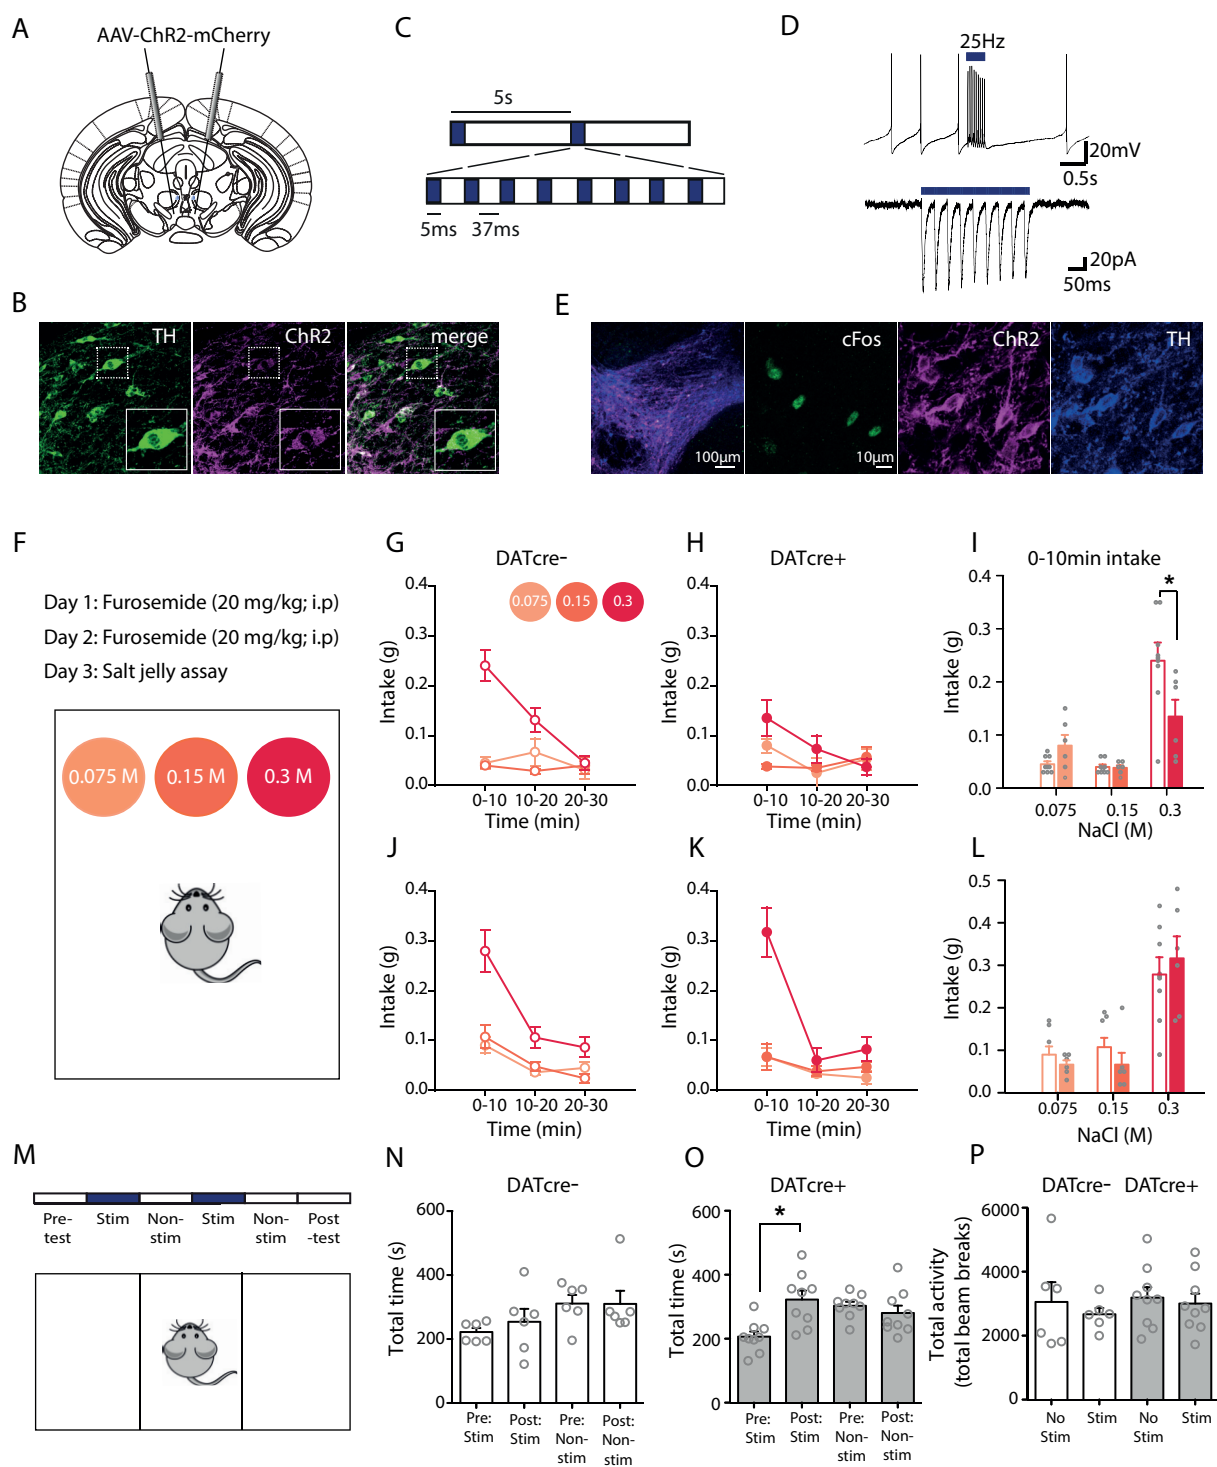 A
AAV-ChR2-mCherry
C
5s
5ms
37ms
D
25Hz
20mV
0.5s
20pA
50ms
B
TH
ChR2
merge
E
100µm
cFos
10µm
ChR2
TH
F
Day 1: Furosemide (20 mg/kg; i.p)
Day 2: Furosemide (20 mg/kg; i.p)
Day 3: Salt jelly assay
0.075 M
0.15 M
0.3 M
G
DATcre–
0.075
0.15
0.3
Intake (g)
0.4
0.3
0.2
0.1
0.0
0-10
10-20
20-30
Time (min)
H
DATcre+
Intake (g)
0.4
0.3
0.2
0.1
0.0
0-10
10-20
20-30
Time (min)
I
0-10min intake
*
Intake (g)
0.4
0.3
0.2
0.1
0.0
0.075
0.15
0.3
NaCl (M)
J
Intake (g)
0.4
0.3
0.2
0.1
0.0
0-10
10-20
20-30
Time (min)
K
Intake (g)
0.4
0.3
0.2
0.1
0.0
0-10
10-20
20-30
Time (min)
L
Intake (g)
0.5
0.4
0.3
0.2
0.1
0.0
0.075
0.15
0.3
NaCl (M)
M
Pre-
test
Stim
Non-
stim
Stim
Non-
stim
Post
-test
N
DATcre–
Total time (s)
600
400
200
0
Pre:
Stim
Post:
Stim
Pre:
Non-
stim
Post:
Non-
stim
O
DATcre+
*
Total time (s)
600
400
200
0
Pre:
Stim
Post:
Stim
Pre:
Non-
stim
Post:
Non-
stim
P
DATcre–
DATcre+
Total activity
(total beam breaks)
6000
4000
2000
0
No
Stim
Stim
No
Stim
Stim